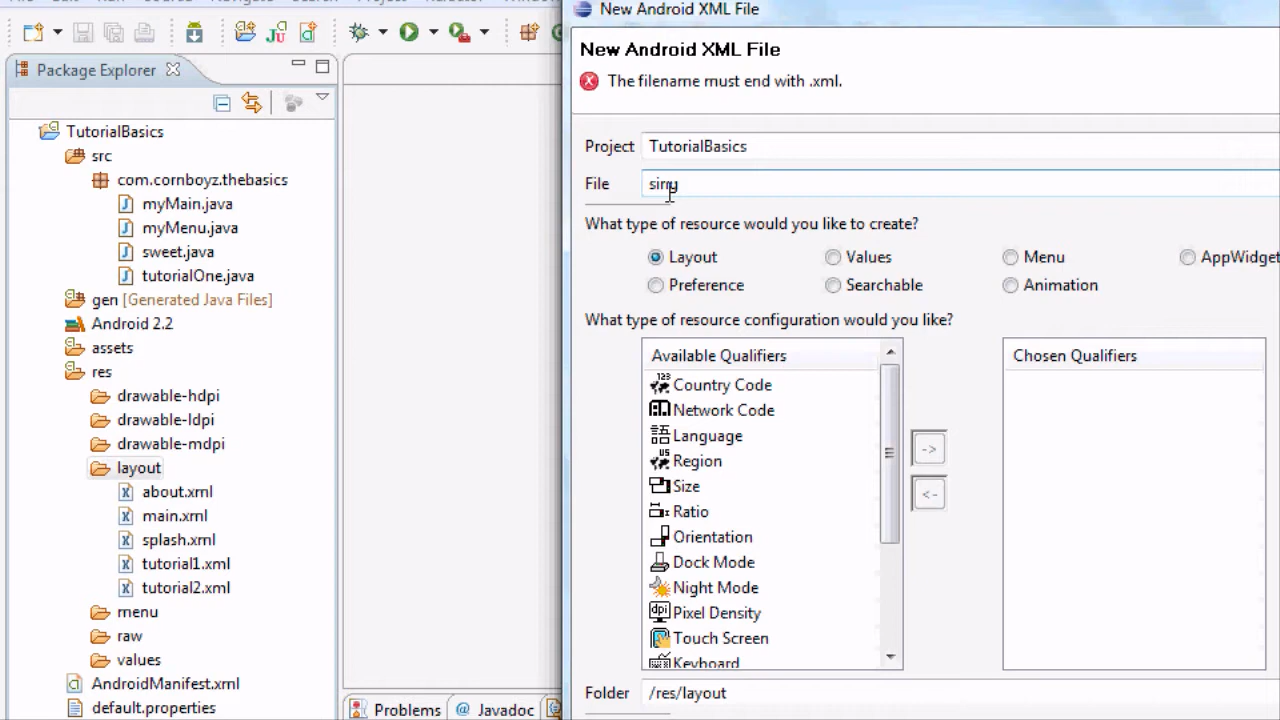 New Android XML File
New Android XML File
The filename must end with .xml.
Package Explorer
TutorialBasics
src
com.cornboyz.thebasics
myMain.java
myMenu.java
sweet.java
tutorialOne.java
gen [Generated Java Files]
Android 2.2
assets
res
drawable-hdpi
drawable-ldpi
drawable-mdpi
layout
about.xml
main.xml
splash.xml
tutorial1.xml
tutorial2.xml
menu
raw
values
AndroidManifest.xml
default.properties
Project TutorialBasics
File
What type of resource would you like to create?
Layout Values Menu AppWidget
Preference Searchable Animation
What type of resource configuration would you like?
Available Qualifiers
Country Code
Network Code
Language
Region
Size
Ratio
Orientation
Dock Mode
Night Mode
Pixel Density
Touch Screen
Keyboard
->
<-
Chosen Qualifiers
Folder /res/layout
Problems @ Javadoc